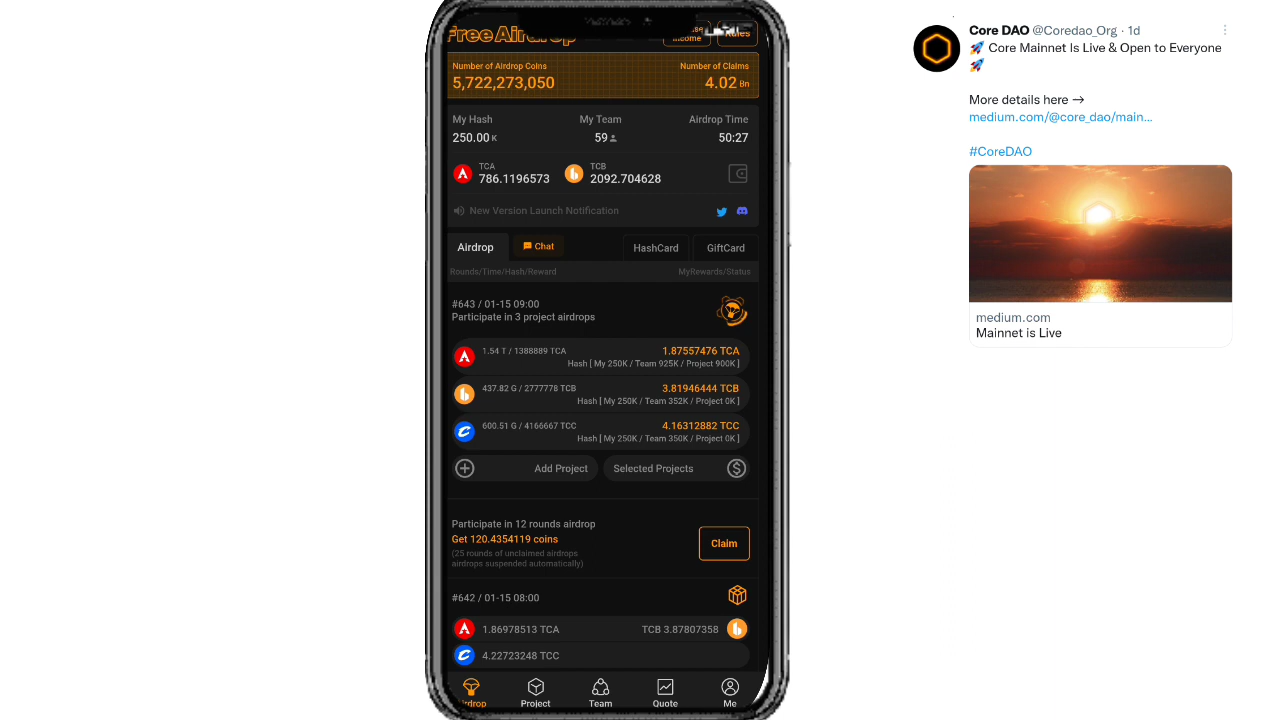 Free Airdrop
Income
Rules
Number of Airdrop Coins
Number of Claims
5,722,273,050
4.02 Bn
My Hash
My Team
Airdrop Time
250.00 K
59
50:27
TCA
786.1196573
TCB
2092.704628
New Version Launch Notification
Airdrop
Chat
HashCard
GiftCard
Rounds/Time/Hash/Reward
MyRewards/Status
#643 / 01-15 09:00
Participate in 3 project airdrops
1.54 T / 1388889 TCA
1.87557476 TCA
Hash [ My 250K / Team 925K / Project 900K ]
437.82 G / 2777778 TCB
3.81946444 TCB
Hash [ My 250K / Team 352K / Project 0K ]
600.51 G / 4166667 TCC
4.16312882 TCC
Hash [ My 250K / Team 350K / Project 0K ]
Add Project
Selected Projects
Participate in 12 rounds airdrop
Get 120.4354119 coins
(25 rounds of unclaimed airdrops
airdrops suspended automatically)
Claim
#642 / 01-15 08:00
1.86978513 TCA
TCB 3.87807358
4.22723248 TCC
Project
Team
Quote
Me
Core DAO @Coredao_Org · 1d
🚀 Core Mainnet Is Live & Open to Everyone
🚀
More details here →
medium.com/@core_dao/main...
#CoreDAO
medium.com
Mainnet is Live